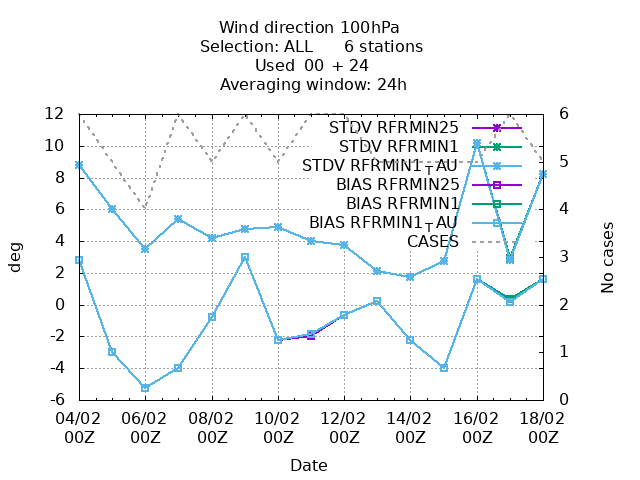 Wind direction 100hPa
Selection: ALL 6 stations
Used 00 + 24
Averaging window: 24h
STDV RFRMIN25
STDV RFRMIN1
STDV RFRMIN1TAU
BIAS RFRMIN25
BIAS RFRMIN1
BIAS RFRMIN1TAU
CASES
12
10
8
6
4
2
0
-2
-4
-6
deg
6
5
4
3
2
1
0
No cases
04/02 06/02 08/02 10/02 12/02 14/02 16/02 18/02
00Z 00Z 00Z 00Z 00Z 00Z 00Z 00Z
Date